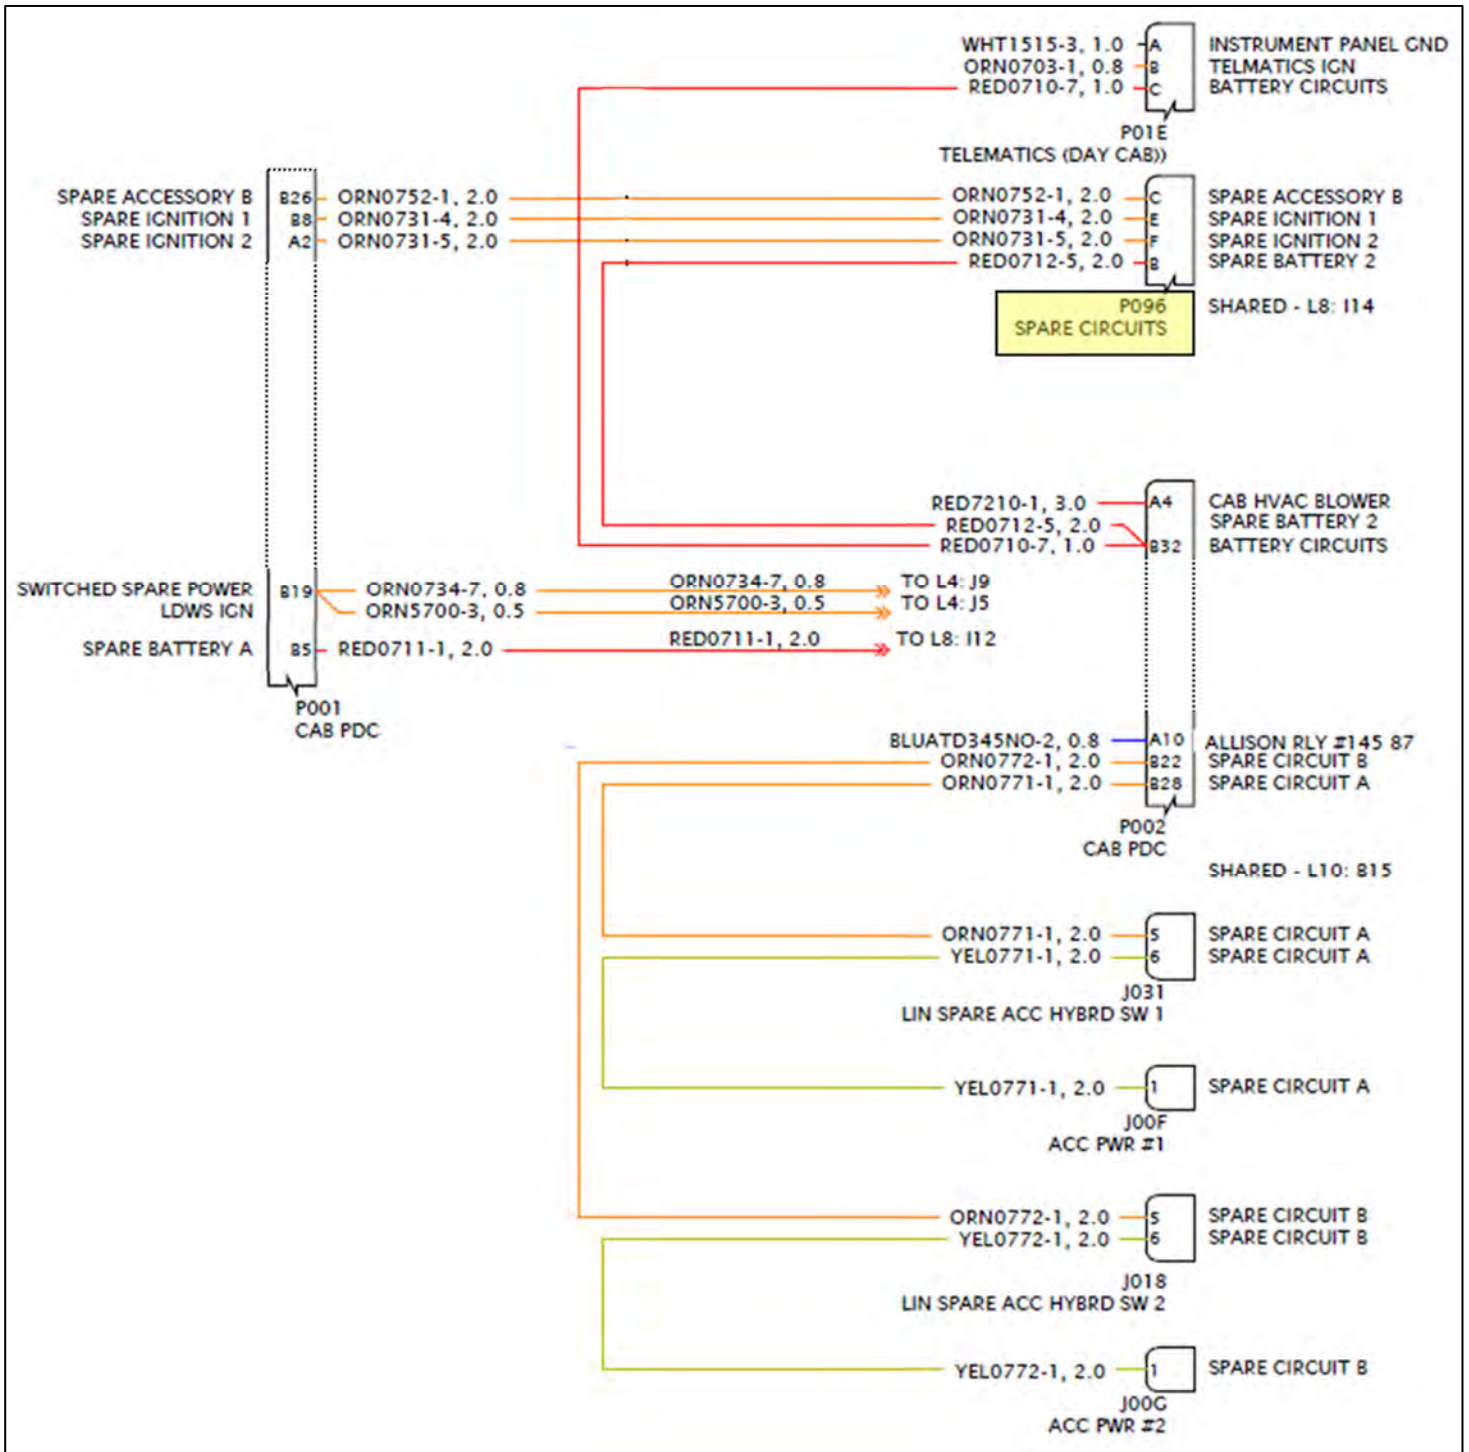 WHT1515-3, 1.0 A INSTRUMENT PANEL GND
ORN0703-1, 0.8 B TELMATICS IGN
RED0710-7, 1.0 C BATTERY CIRCUITS
P01E
TELEMATICS (DAY CAB))
SPARE ACCESSORY B B26 ORN0752-1, 2.0 ORN0752-1, 2.0 C SPARE ACCESSORY B
SPARE IGNITION 1 B8 ORN0731-4, 2.0 ORN0731-4, 2.0 E SPARE IGNITION 1
SPARE IGNITION 2 A2 ORN0731-5, 2.0 ORN0731-5, 2.0 F SPARE IGNITION 2
RED0712-5, 2.0 B SPARE BATTERY 2
P096 SHARED - L8: I14
SPARE CIRCUITS
RED7210-1, 3.0 A4 CAB HVAC BLOWER
RED0712-5, 2.0 SPARE BATTERY 2
RED0710-7, 1.0 B32 BATTERY CIRCUITS
SWITCHED SPARE POWER B19 ORN0734-7, 0.8 ORN0734-7, 0.8 TO L4: J9
LDWS IGN ORN5700-3, 0.5 ORN5700-3, 0.5 TO L4: J5
SPARE BATTERY A B5 RED0711-1, 2.0 RED0711-1, 2.0 TO L8: I12
P001
CAB PDC
BLUATD345NO-2, 0.8 A10 ALLISON RLY #145 87
ORN0772-1, 2.0 B22 SPARE CIRCUIT B
ORN0771-1, 2.0 B28 SPARE CIRCUIT A
P002
CAB PDC
SHARED - L10: B15
ORN0771-1, 2.0 5 SPARE CIRCUIT A
YEL0771-1, 2.0 6 SPARE CIRCUIT A
J031
LIN SPARE ACC HYBRD SW 1
YEL0771-1, 2.0 1 SPARE CIRCUIT A
J00F
ACC PWR #1
ORN0772-1, 2.0 5 SPARE CIRCUIT B
YEL0772-1, 2.0 6 SPARE CIRCUIT B
J018
LIN SPARE ACC HYBRD SW 2
YEL0772-1, 2.0 1 SPARE CIRCUIT B
J00G
ACC PWR #2